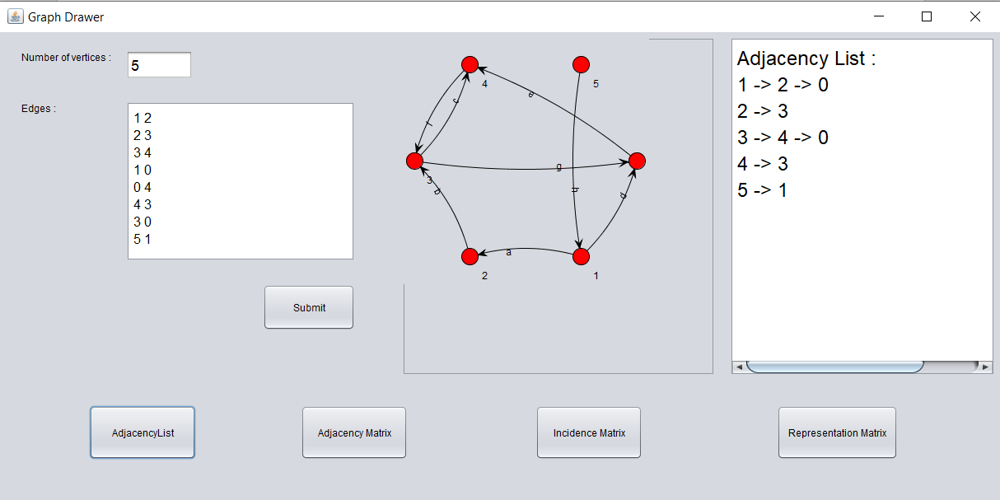 Graph Drawer
Number of vertices :
5
Edges :
1 2
2 3
3 4
1 0
0 4
4 3
3 0
5 1
Submit
4
5
c
e
f
3
g
b
h
d
a
2
1
Adjacency List :
1 -> 2 -> 0
2 -> 3
3 -> 4 -> 0
4 -> 3
5 -> 1
AdjacencyList
Adjacency Matrix
Incidence Matrix
Representation Matrix